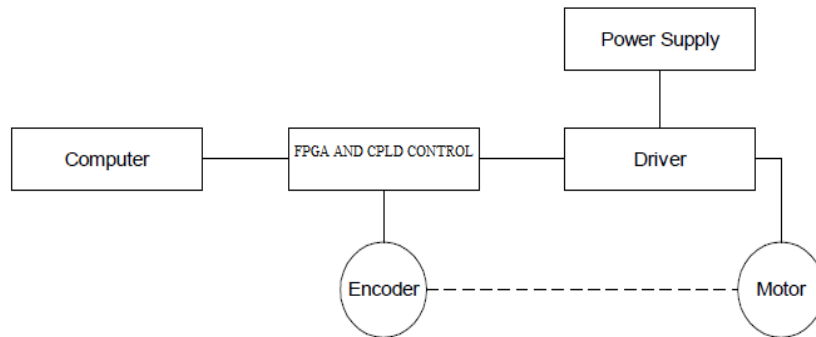 Power Supply
Computer
FPGA AND CPLD CONTROL
Driver
Encoder
Motor